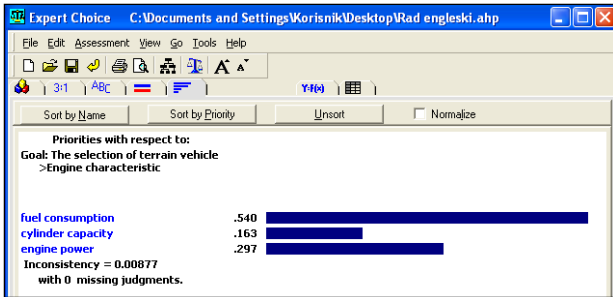 Expert Choice C:\Documents and Settings\Korisnik\Desktop\Rad engleski.ahp
File Edit Assessment View Go Tools Help
3:1 ABC Y=F(x)
Sort by Name Sort by Priority Unsort Normalize
Priorities with respect to:
Goal: The selection of terrain vehicle
>Engine characteristic
fuel consumption .540
cylinder capacity .163
engine power .297
Inconsistency = 0.00877
with 0 missing judgments.